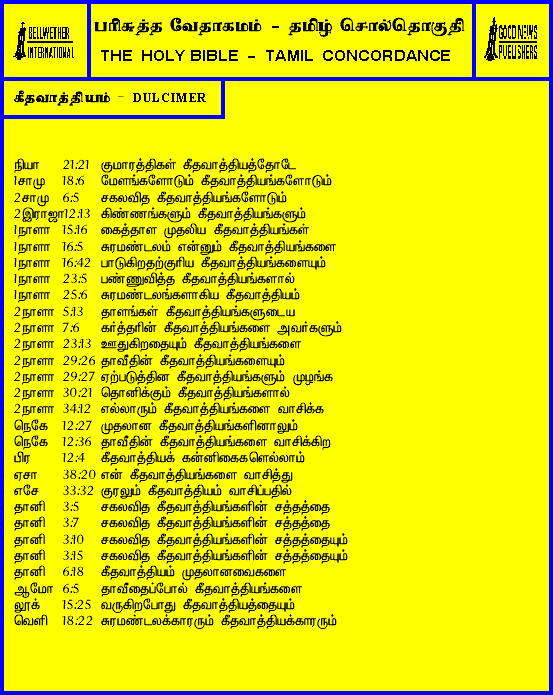 BELLWETHER
INTERNATIONAL
பரிசுத்த வேதாகமம் - தமிழ் சொல்தொகுதி
THE HOLY BIBLE - TAMIL CONCORDANCE
GOOD NEWS
PUBLISHERS
கீதவாத்தியம் - DULCIMER
நியா 21:21 குமாரத்திகள் கீதவாத்தியத்தோடே
1சாமு 18:6 மேளங்களோடும் கீதவாத்தியங்களோடும்
2சாமு 6:5 சகலவித கீதவாத்தியங்களோடும்
2இராஜா12:13 கிண்ணங்களும் கீதவாத்தியங்களும்
1நாளா 15:16 கைத்தாள முதலிய கீதவாத்தியங்கள்
1நாளா 16:5 சுரமண்டலம் என்னும் கீதவாத்தியங்களை
1நாளா 16:42 பாடுகிறதற்குரிய கீதவாத்தியங்களையும்
1நாளா 23:5 பண்ணுவித்த கீதவாத்தியங்களால்
1நாளா 25:6 சுரமண்டலங்களாகிய கீதவாத்தியம்
2நாளா 5:13 தாளங்கள் கீதவாத்தியங்களுடைய
2நாளா 7:6 கர்த்தரின் கீதவாத்தியங்களை அவர்களும்
2நாளா 23:13 ஊதுகிறதையும் கீதவாத்தியங்களை
2நாளா 29:26 தாவீதின் கீதவாத்தியங்களையும்
2நாளா 29:27 ஏற்படுத்தின கீதவாத்தியங்களும் முழங்க
2நாளா 30:21 தொனிக்கும் கீதவாத்தியங்களால்
2நாளா 34:12 எல்லாரும் கீதவாத்தியங்களை வாசிக்க
நெகே 12:27 முதலான கீதவாத்தியங்களினாலும்
நெகே 12:36 தாவீதின் கீதவாத்தியங்களை வாசிக்கிற
பிர 12:4 கீதவாத்தியக் கன்னிகைகளெல்லாம்
ஏசா 38:20 என் கீதவாத்தியங்களை வாசித்து
எசே 33:32 குரலும் கீதவாத்தியம் வாசிப்பதில்
தானி 3:5 சகலவித கீதவாத்தியங்களின் சத்தத்தை
தானி 3:7 சகலவித கீதவாத்தியங்களின் சத்தத்தை
தானி 3:10 சகலவித கீதவாத்தியங்களின் சத்தத்தையும்
தானி 3:15 சகலவித கீதவாத்தியங்களின் சத்தத்தையும்
தானி 6:18 கீதவாத்தியம் முதலானவைகளை
ஆமோ 6:5 தாவீதைப்போல் கீதவாத்தியங்களை
லூக் 15:25 வருகிறபோது கீதவாத்தியத்தையும்
வெளி 18:22 சுரமண்டலக்காரரும் கீதவாத்தியக்காரரும்